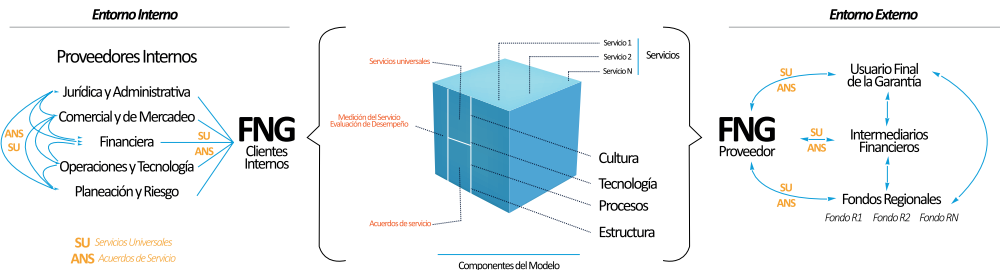 Entorno Interno
Proveedores Internos
Jurídica y Administrativa
Comercial y de Mercadeo
Financiera
Operaciones y Tecnología
Planeación y Riesgo
ANS
SU
SU
ANS
FNG
Clientes
Internos
SU Servicios Universales
ANS Acuerdos de Servicio
Servicios universales
Medición del Servicio
Evaluación de Desempeño
Acuerdos de servicio
Servicio 1
Servicio 2
Servicio N
Servicios
Cultura
Tecnología
Procesos
Estructura
Componentes del Modelo
Entorno Externo
FNG
Proveedor
SU
ANS
SU
ANS
SU
ANS
Usuario Final
de la Garantía
Intermediarios
Financieros
Fondos Regionales
Fondo R1 Fondo R2 Fondo RN